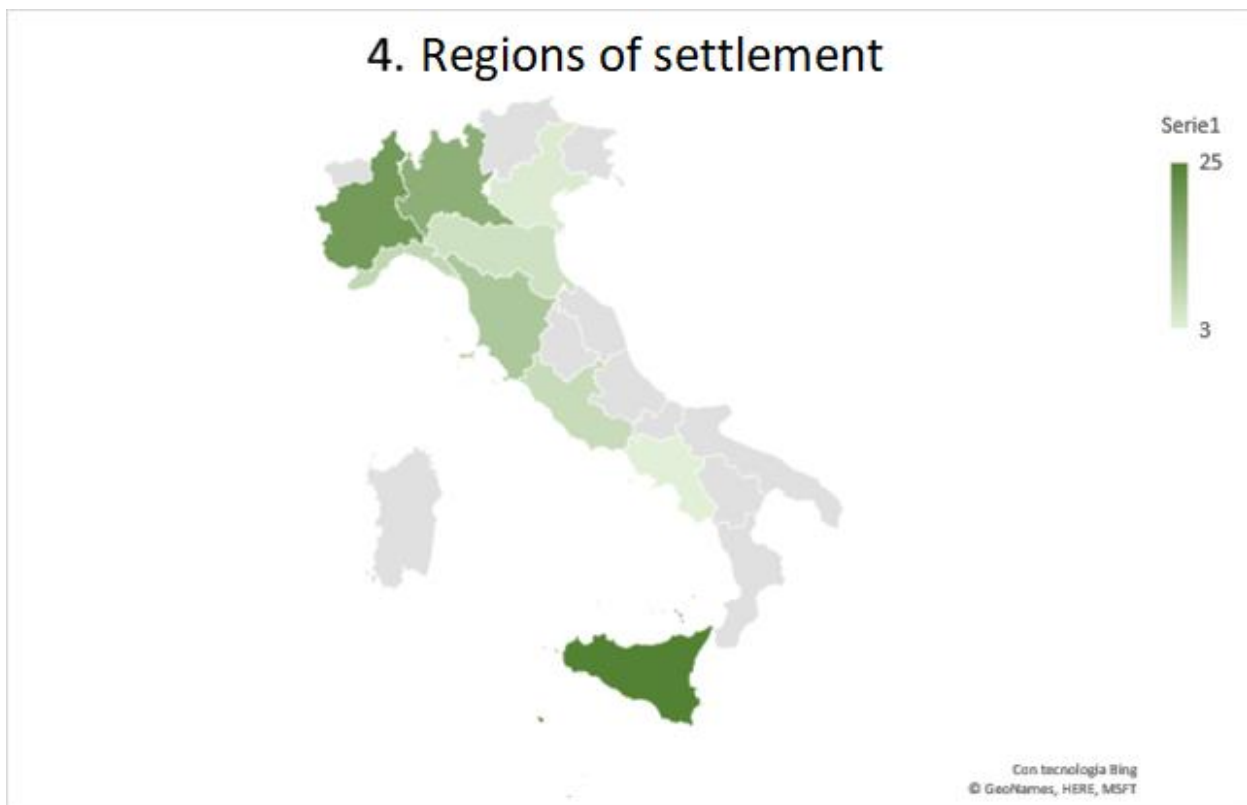 4. Regions of settlement
Serie1
25
3
Con tecnologia Bing
© GeoNames, HERE, MSFT